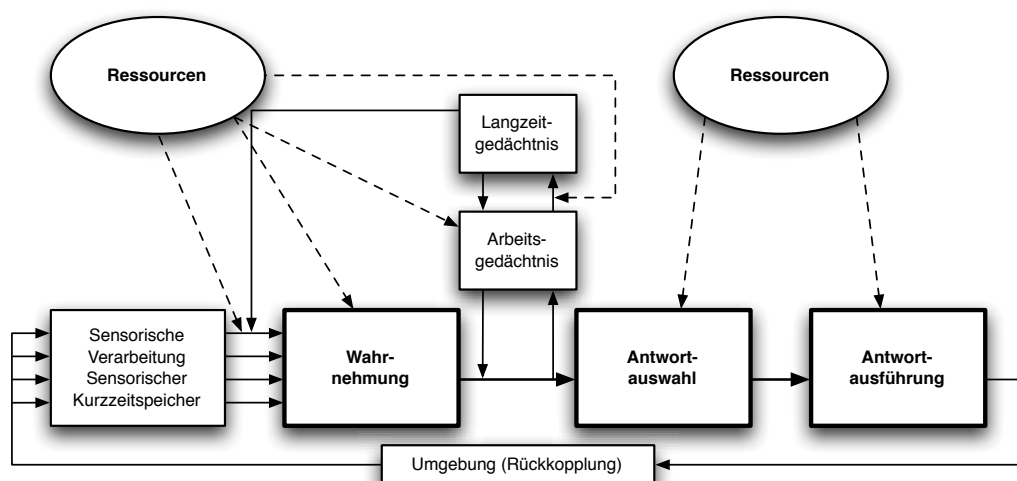 Ressourcen
Ressourcen
Langzeit-
gedächtnis
Arbeits-
gedächtnis
Sensorische
Verarbeitung
Sensorischer
Kurzzeitspeicher
Wahr-
nehmung
Antwort-
auswahl
Antwort-
ausführung
Umgebung (Rückkopplung)